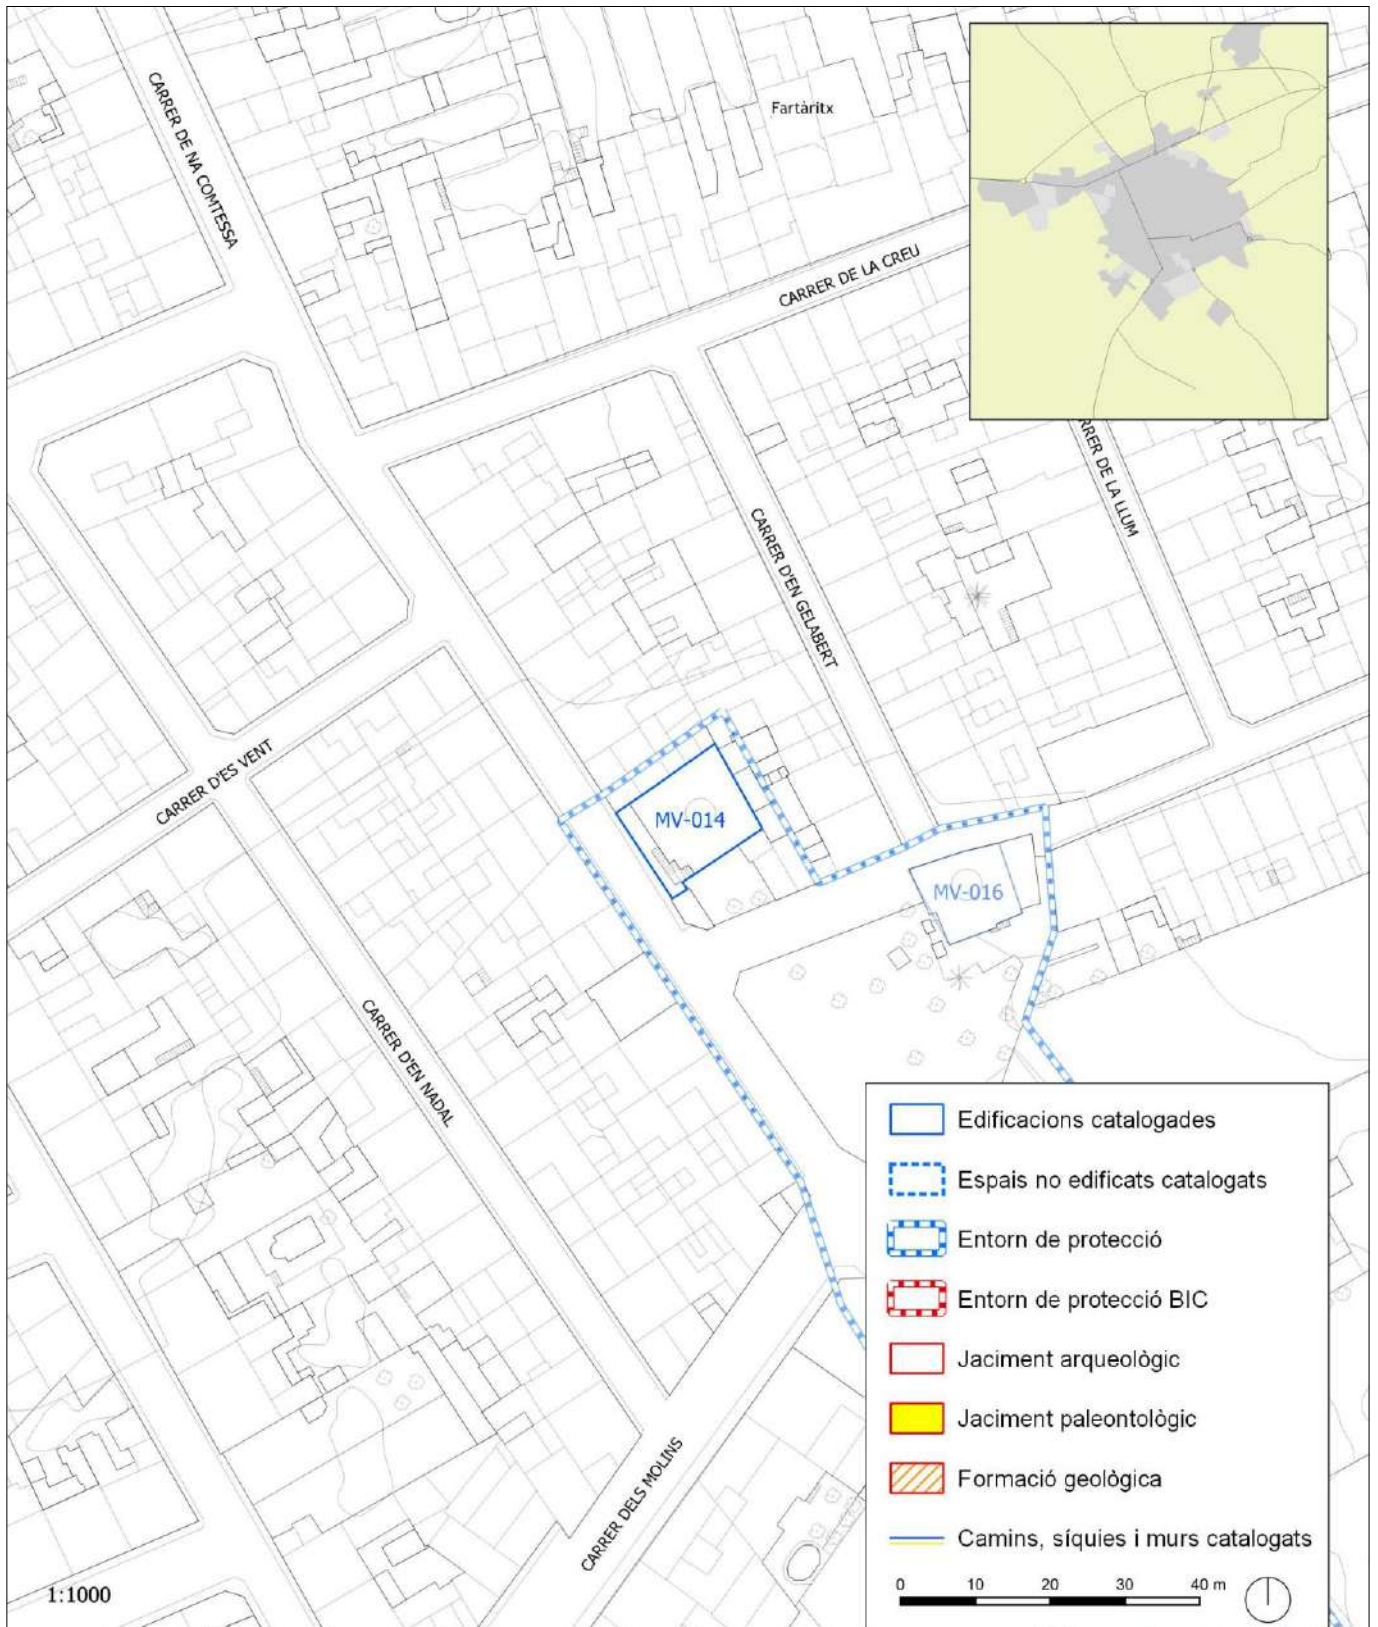 Fartàritx
CARRER DE NA COMTESSA
CARRER DE LA CREU
RRER DE LA LLUM
CARRER D'EN GELABERT
CARRER D'ES VENT
MV-014
MV-016
CARRER D'EN NADAL
CARRER DELS MOLINS
Edificacions catalogades
Espais no edificats catalogats
Entorn de protecció
Entorn de protecció BIC
Jaciment arqueològic
Jaciment paleontològic
Formació geològica
Camins, síquies i murs catalogats
0 10 20 30 40 m
1:1000